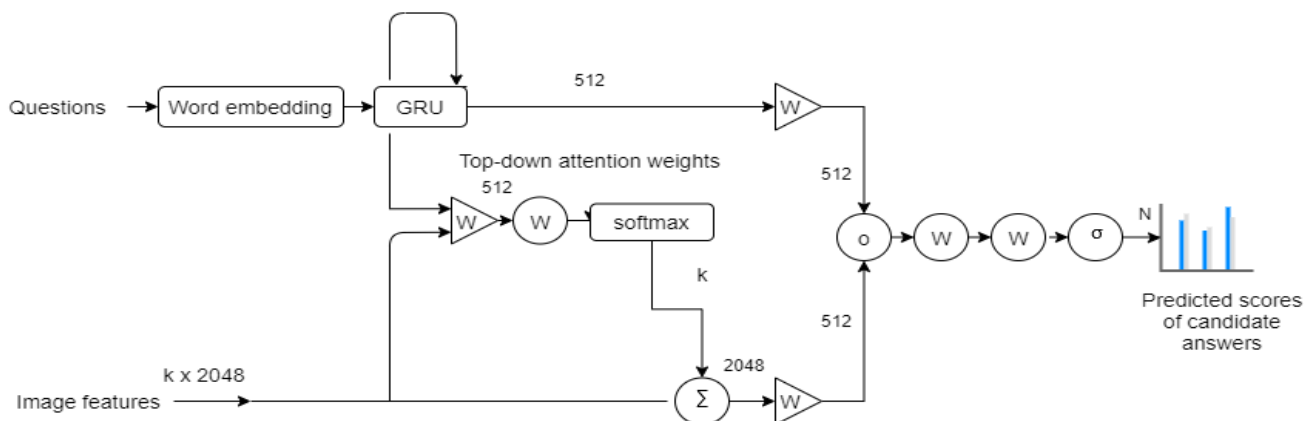 512
Questions
Word embedding
GRU
W
Top-down attention weights
512
512
W
W
softmax
N
o
W
W
σ
k
512
Predicted scores
of candidate
answers
k x 2048
2048
Image features
Σ
W